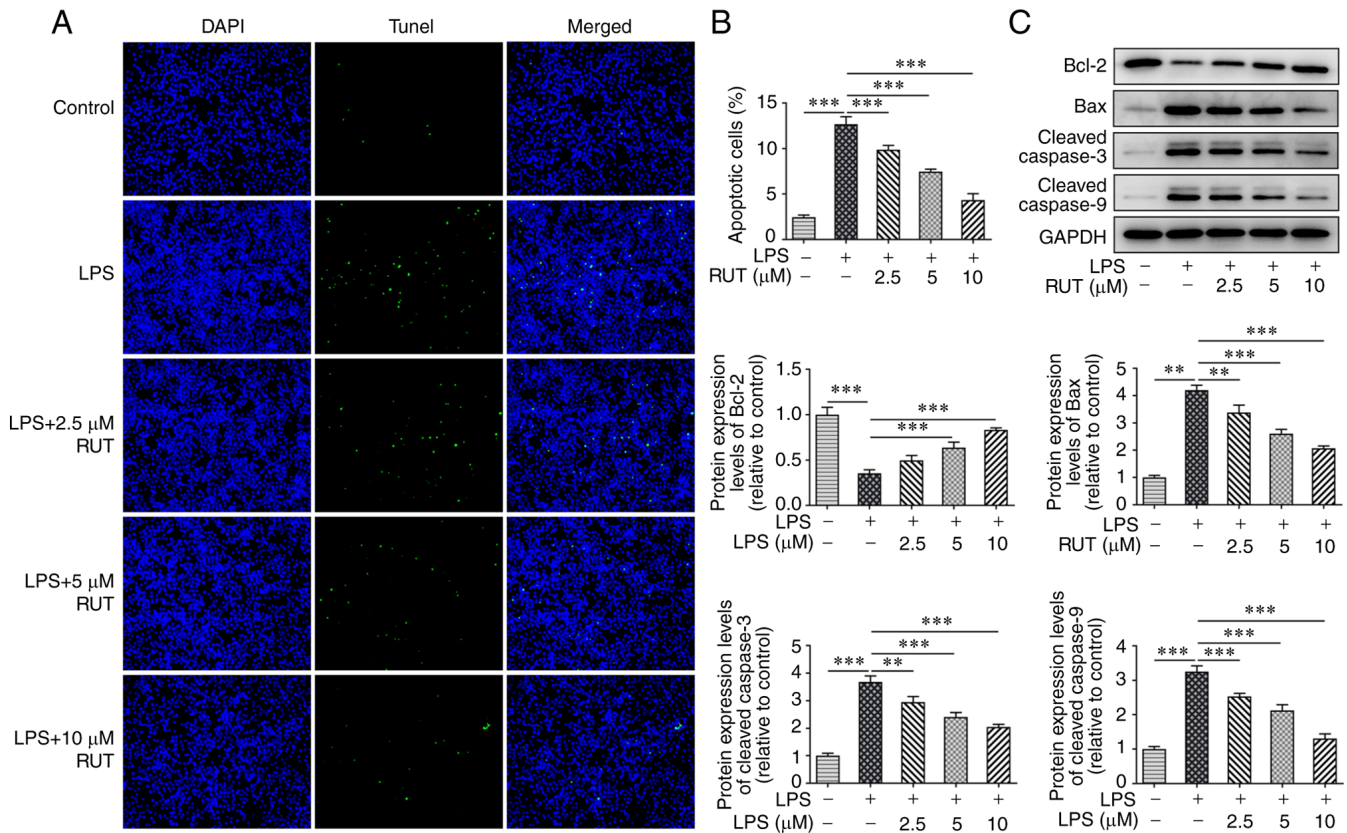 A
DAPI
Tunel
Merged
Control
LPS
LPS+2.5 μM
RUT
LPS+5 μM
RUT
LPS+10 μM
RUT
B
Apoptotic cells (%)
15
10
5
0
*** ***
***
***
LPS – + + + +
RUT (μM) – – 2.5 5 10
C
Bcl-2
Bax
Cleaved
caspase-3
Cleaved
caspase-9
GAPDH
LPS – + + + +
RUT (μM) – – 2.5 5 10
Protein expression
levels of Bcl-2
(relative to control)
1.5
1.0
0.5
0.0
***
***
***
LPS – + + + +
LPS (μM) – – 2.5 5 10
Protein expression
levels of Bax
(relative to control)
5
4
3
2
1
0
** **
***
***
LPS – + + + +
RUT (μM) – – 2.5 5 10
Protein expression levels
of cleaved caspase-3
(relative to control)
5
4
3
2
1
0
*** **
***
***
LPS – + + + +
LPS (μM) – – 2.5 5 10
Protein expression levels
of cleaved caspase-9
(relative to control)
4
3
2
1
0
*** ***
***
***
LPS – + + + +
LPS (μM) – – 2.5 5 10